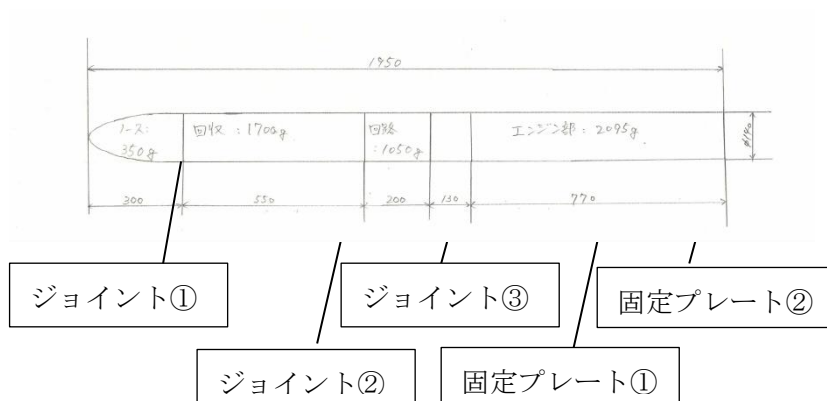 1950
ノーズ:
350g
回収:1700g
回路
:1050g
エンジン部:2095g
φ140
300
550
200
130
770
ジョイント①
ジョイント③
固定プレート②
ジョイント②
固定プレート①